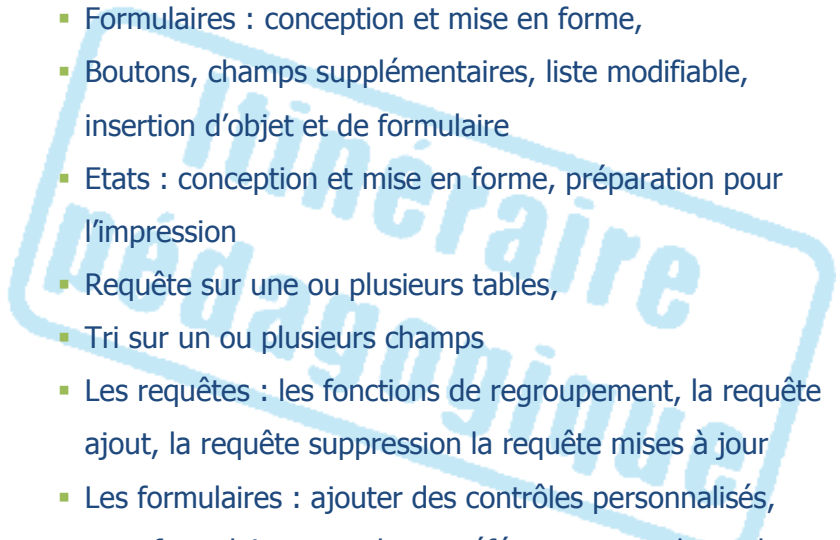 ▪ Formulaires : conception et mise en forme,
▪ Boutons, champs supplémentaires, liste modifiable,
insertion d’objet et de formulaire
▪ Etats : conception et mise en forme, préparation pour
l’impression
▪ Requête sur une ou plusieurs tables,
▪ Tri sur un ou plusieurs champs
▪ Les requêtes : les fonctions de regroupement, la requête
ajout, la requête suppression la requête mises à jour
▪ Les formulaires : ajouter des contrôles personnalisés,
Itinéraire
pédagogique